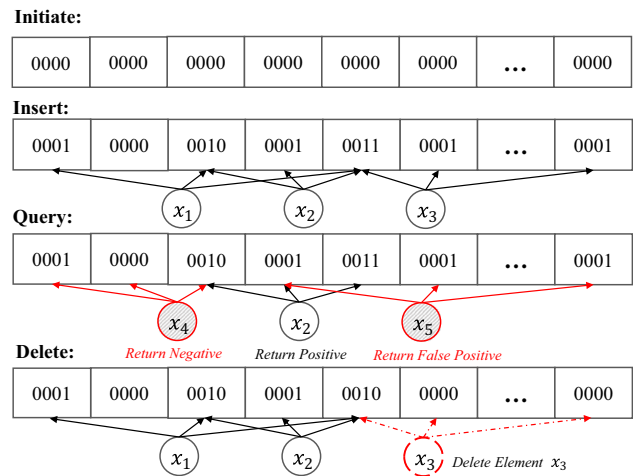 Initiate:
0000 0000 0000 0000 0000 0000 ... 0000
Insert:
0001 0000 0010 0001 0011 0001 ... 0001
x₁ x₂ x₃
Query:
0001 0000 0010 0001 0011 0001 ... 0001
x₄ x₂ x₅
Return Negative Return Positive Return False Positive
Delete:
0001 0000 0010 0001 0010 0000 ... 0000
x₁ x₂ x₃ Delete Element x₃